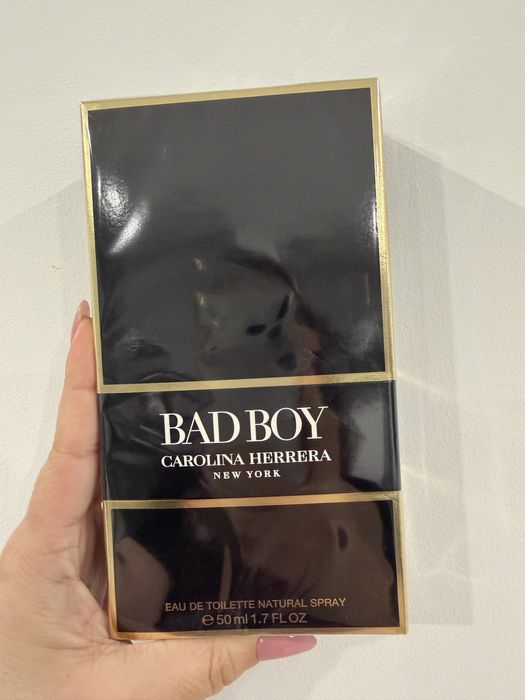 BAD BOY
CAROLINA HERRERA
NEW YORK
EAU DE TOILETTE NATURAL SPRAY
℮ 50 ml 1.7 FL OZ